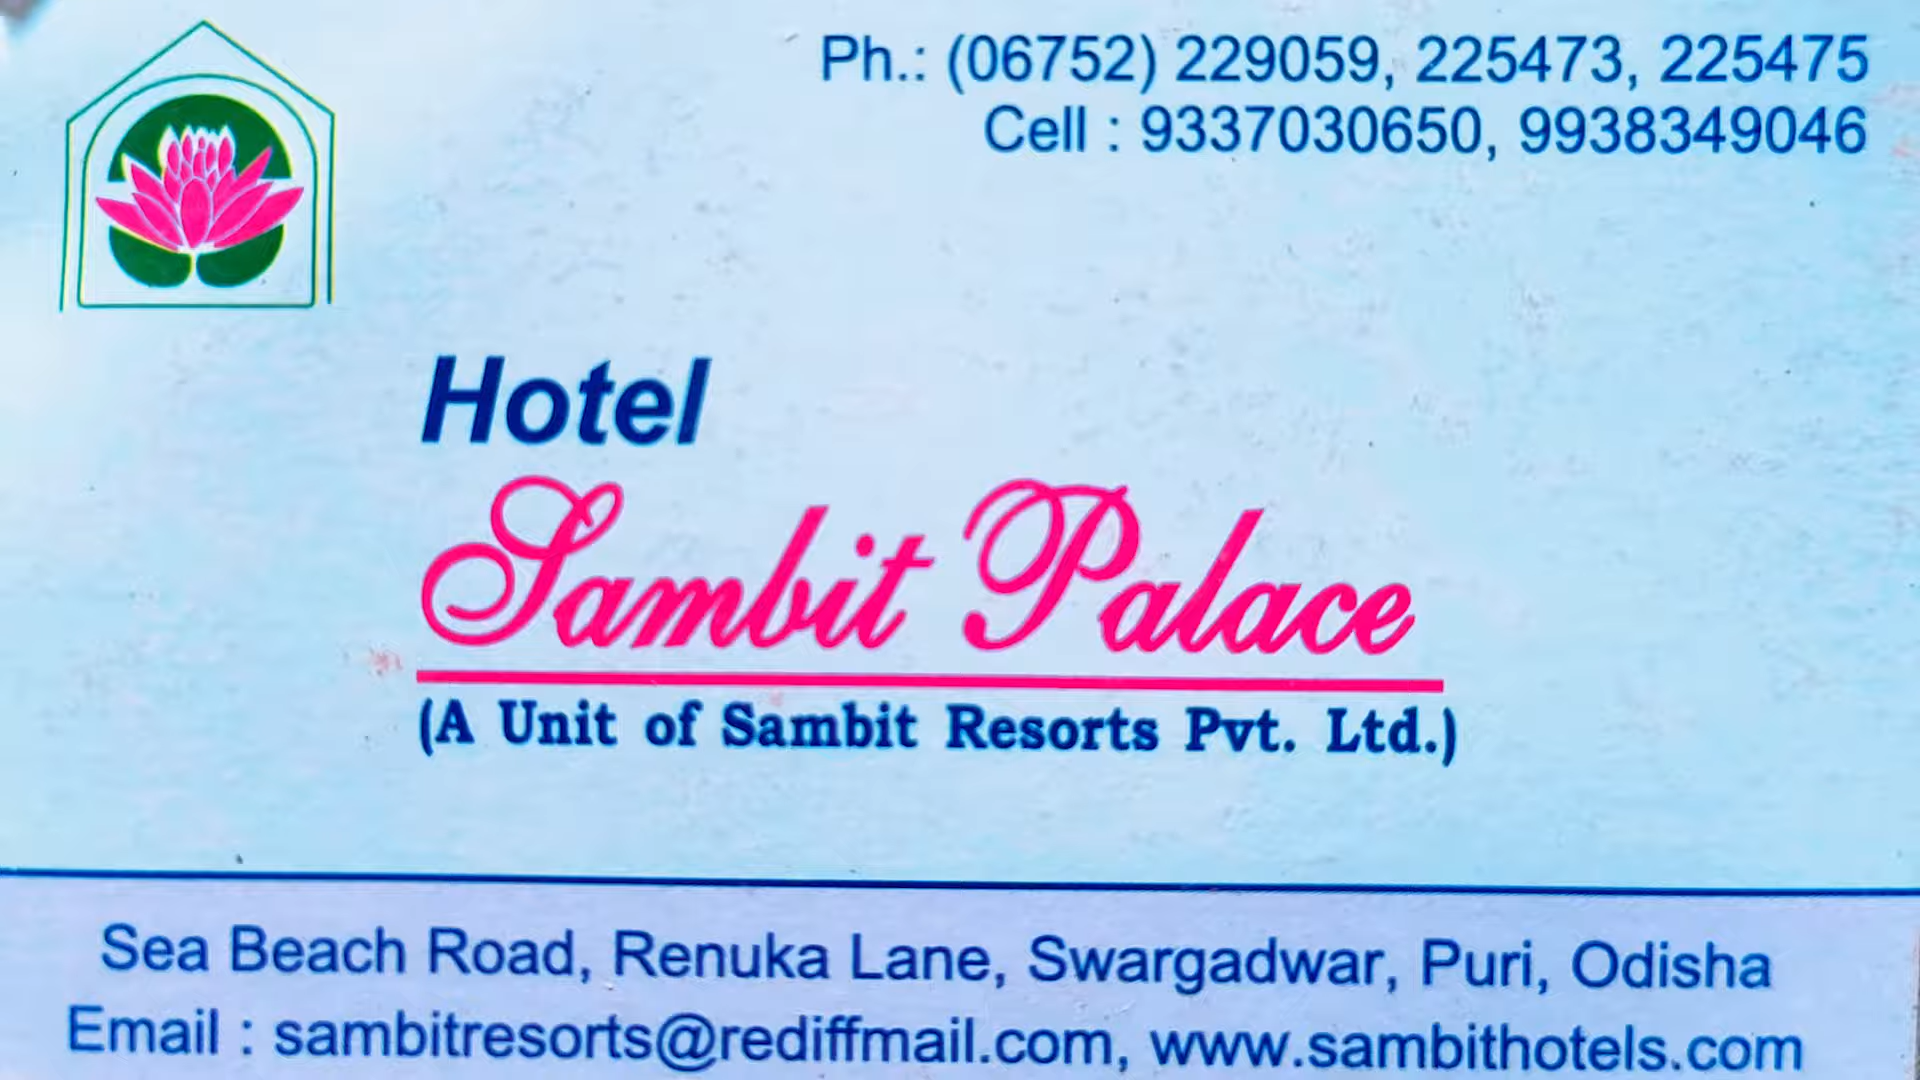 Ph.: (06752) 229059, 225473, 225475
Cell : 9337030650, 9938349046
Hotel
Sambit Palace
(A Unit of Sambit Resorts Pvt. Ltd.)
Sea Beach Road, Renuka Lane, Swargadwar, Puri, Odisha
Email : sambitresorts@rediffmail.com, www.sambithotels.com